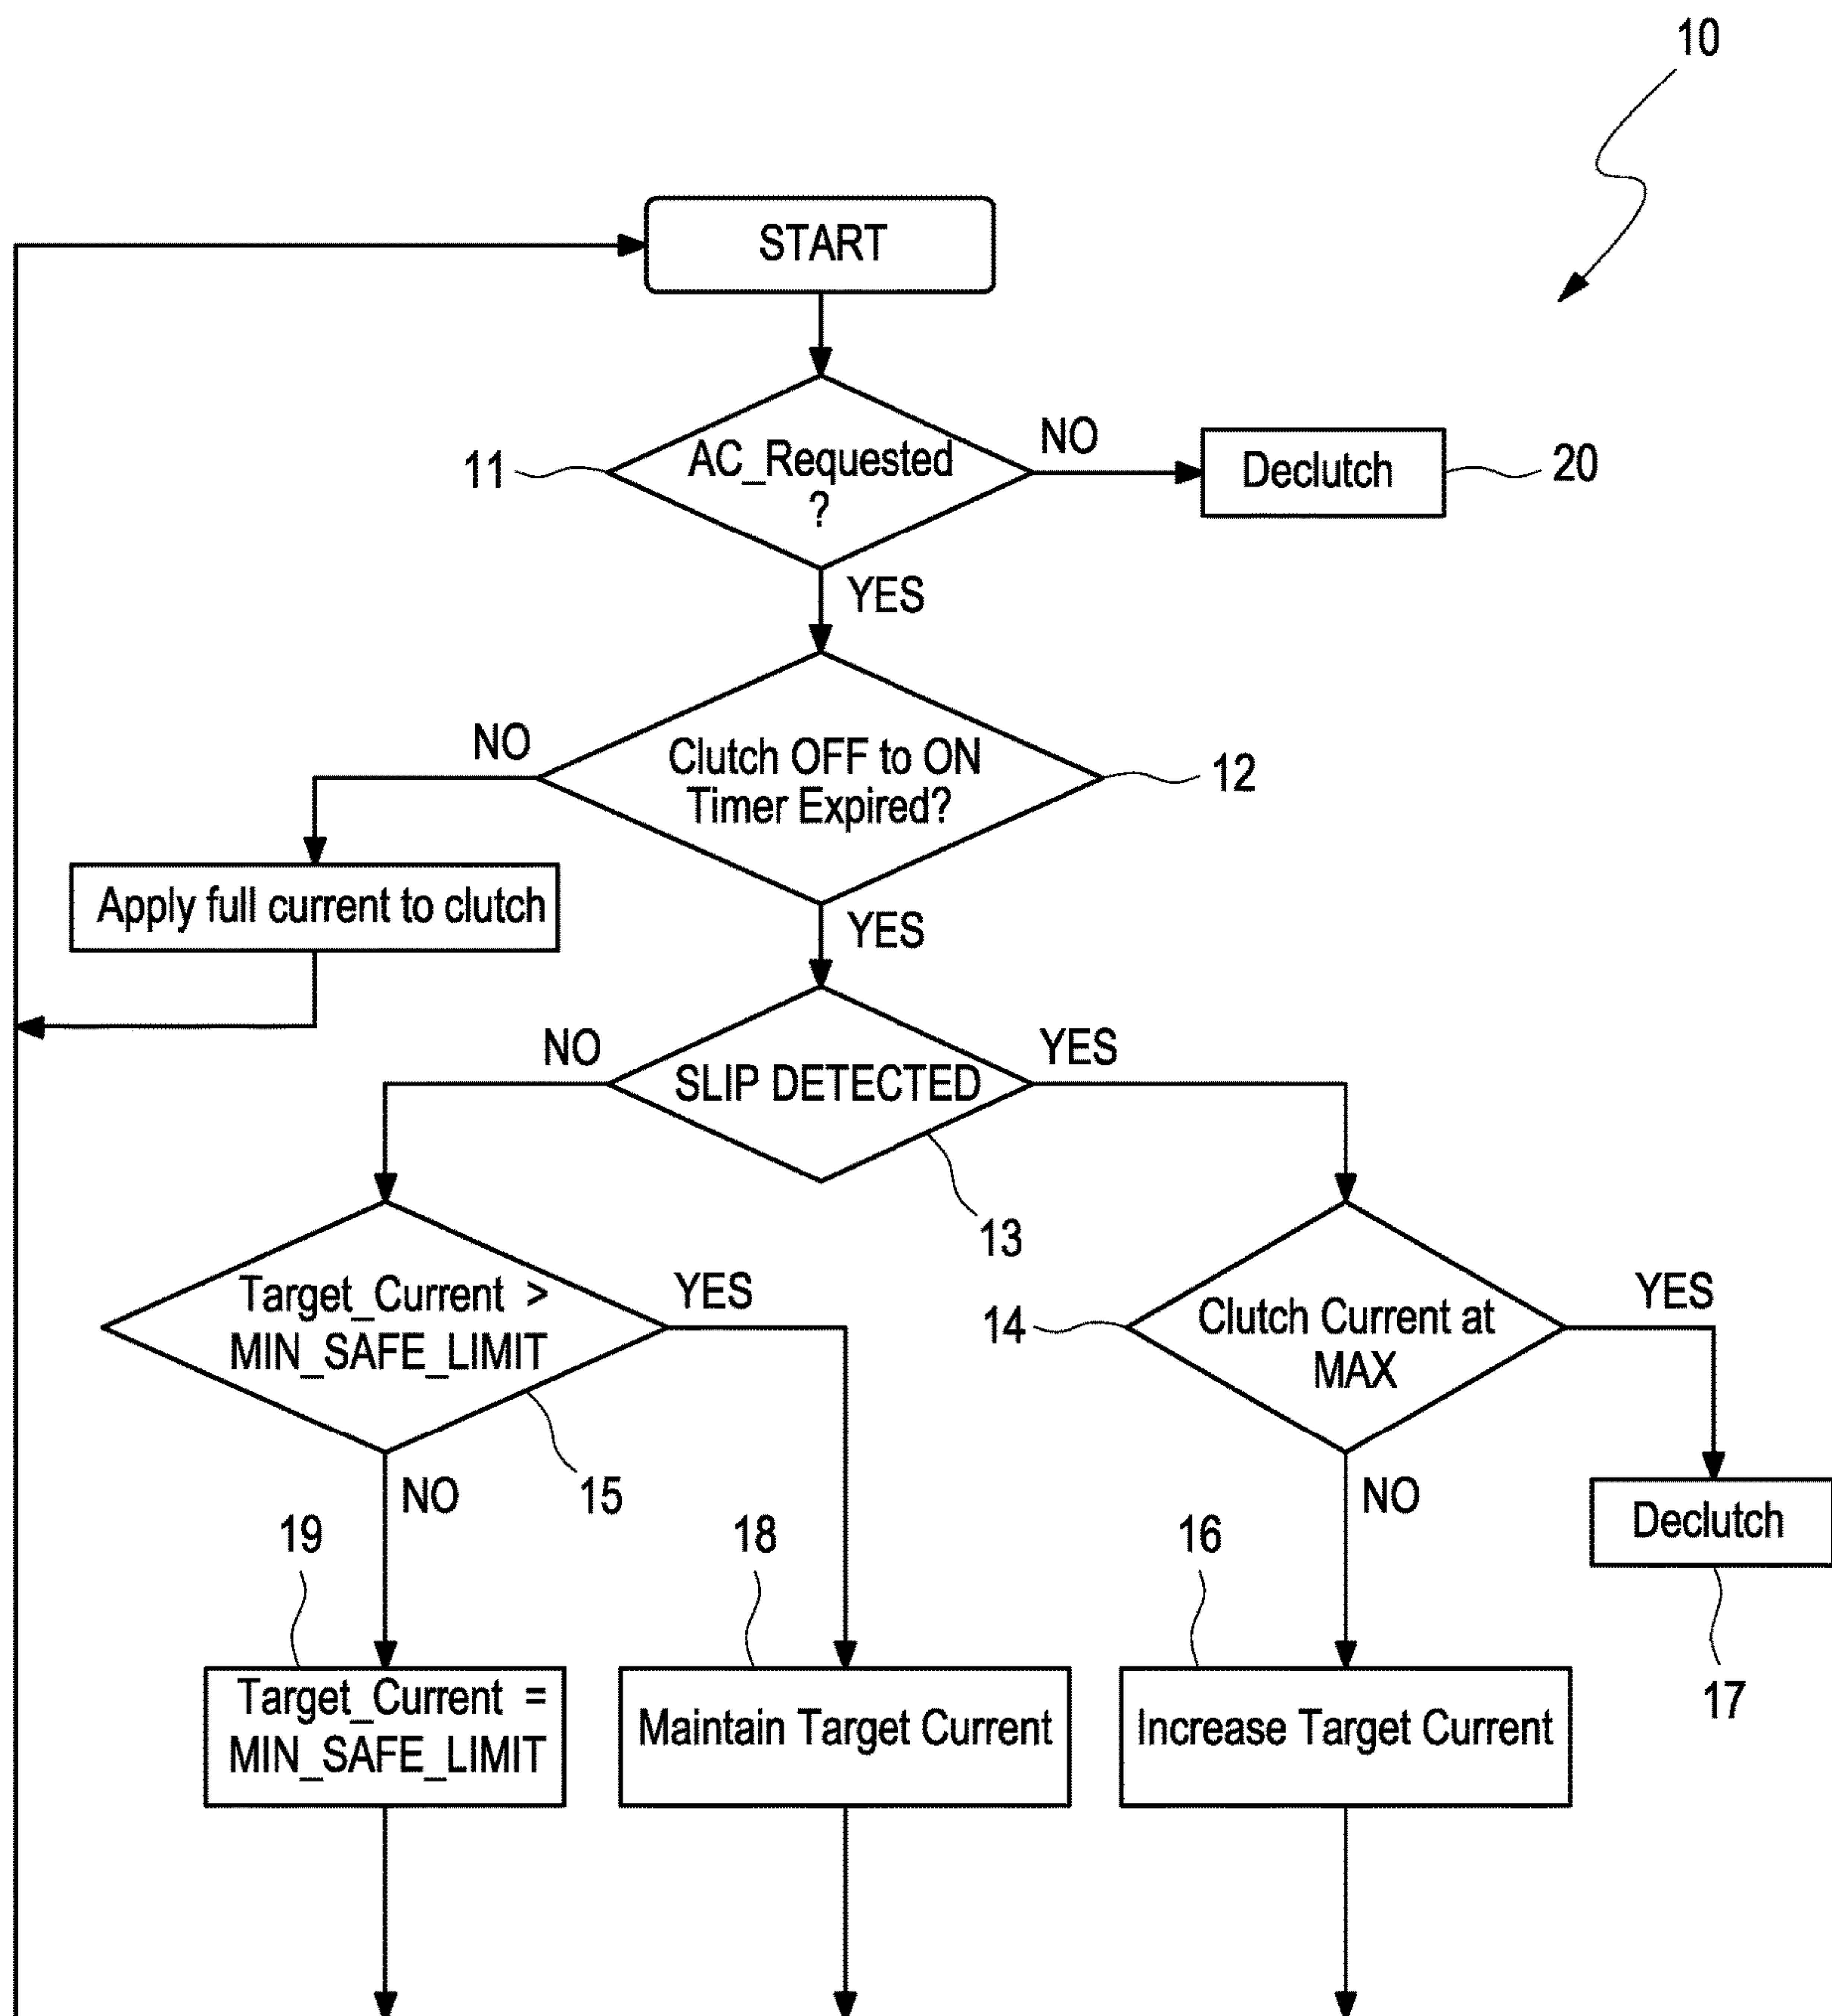 10
START
AC_Requested
?
NO
11
Declutch
20
YES
Clutch OFF to ON
Timer Expired?
NO
12
Apply full current to clutch
YES
SLIP DETECTED
NO
YES
13
Target_Current >
MIN_SAFE_LIMIT
YES
14
Clutch Current at
MAX
YES
NO
15
NO
Declutch
19
18
16
17
Target_Current =
MIN_SAFE_LIMIT
Maintain Target Current
Increase Target Current